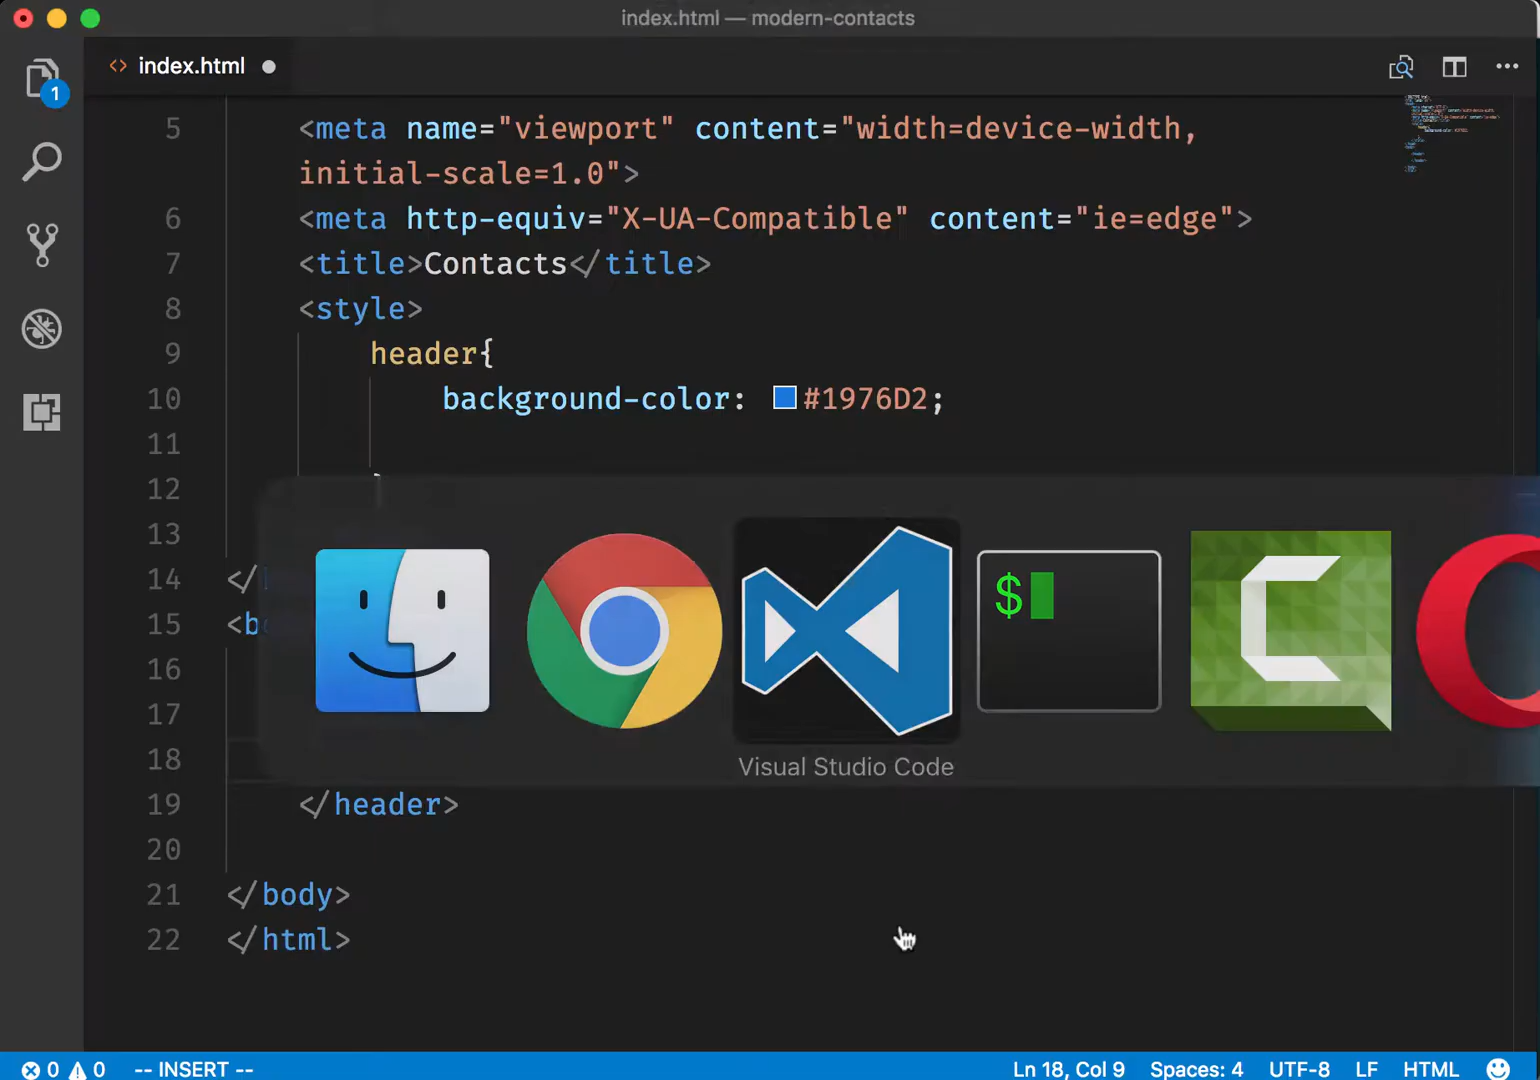 index.html — modern-contacts
index.html
1
5 <meta name="viewport" content="width=device-width,
initial-scale=1.0">
6 <meta http-equiv="X-UA-Compatible" content="ie=edge">
7 <title>Contacts</title>
8 <style>
9 header{
10 background-color: #1976D2;
11
12
13
14 </
15 <b
16
17
18
19 </header>
20
21 </body>
22 </html>
$
Visual Studio Code
0 0 -- INSERT -- Ln 18, Col 9 Spaces: 4 UTF-8 LF HTML